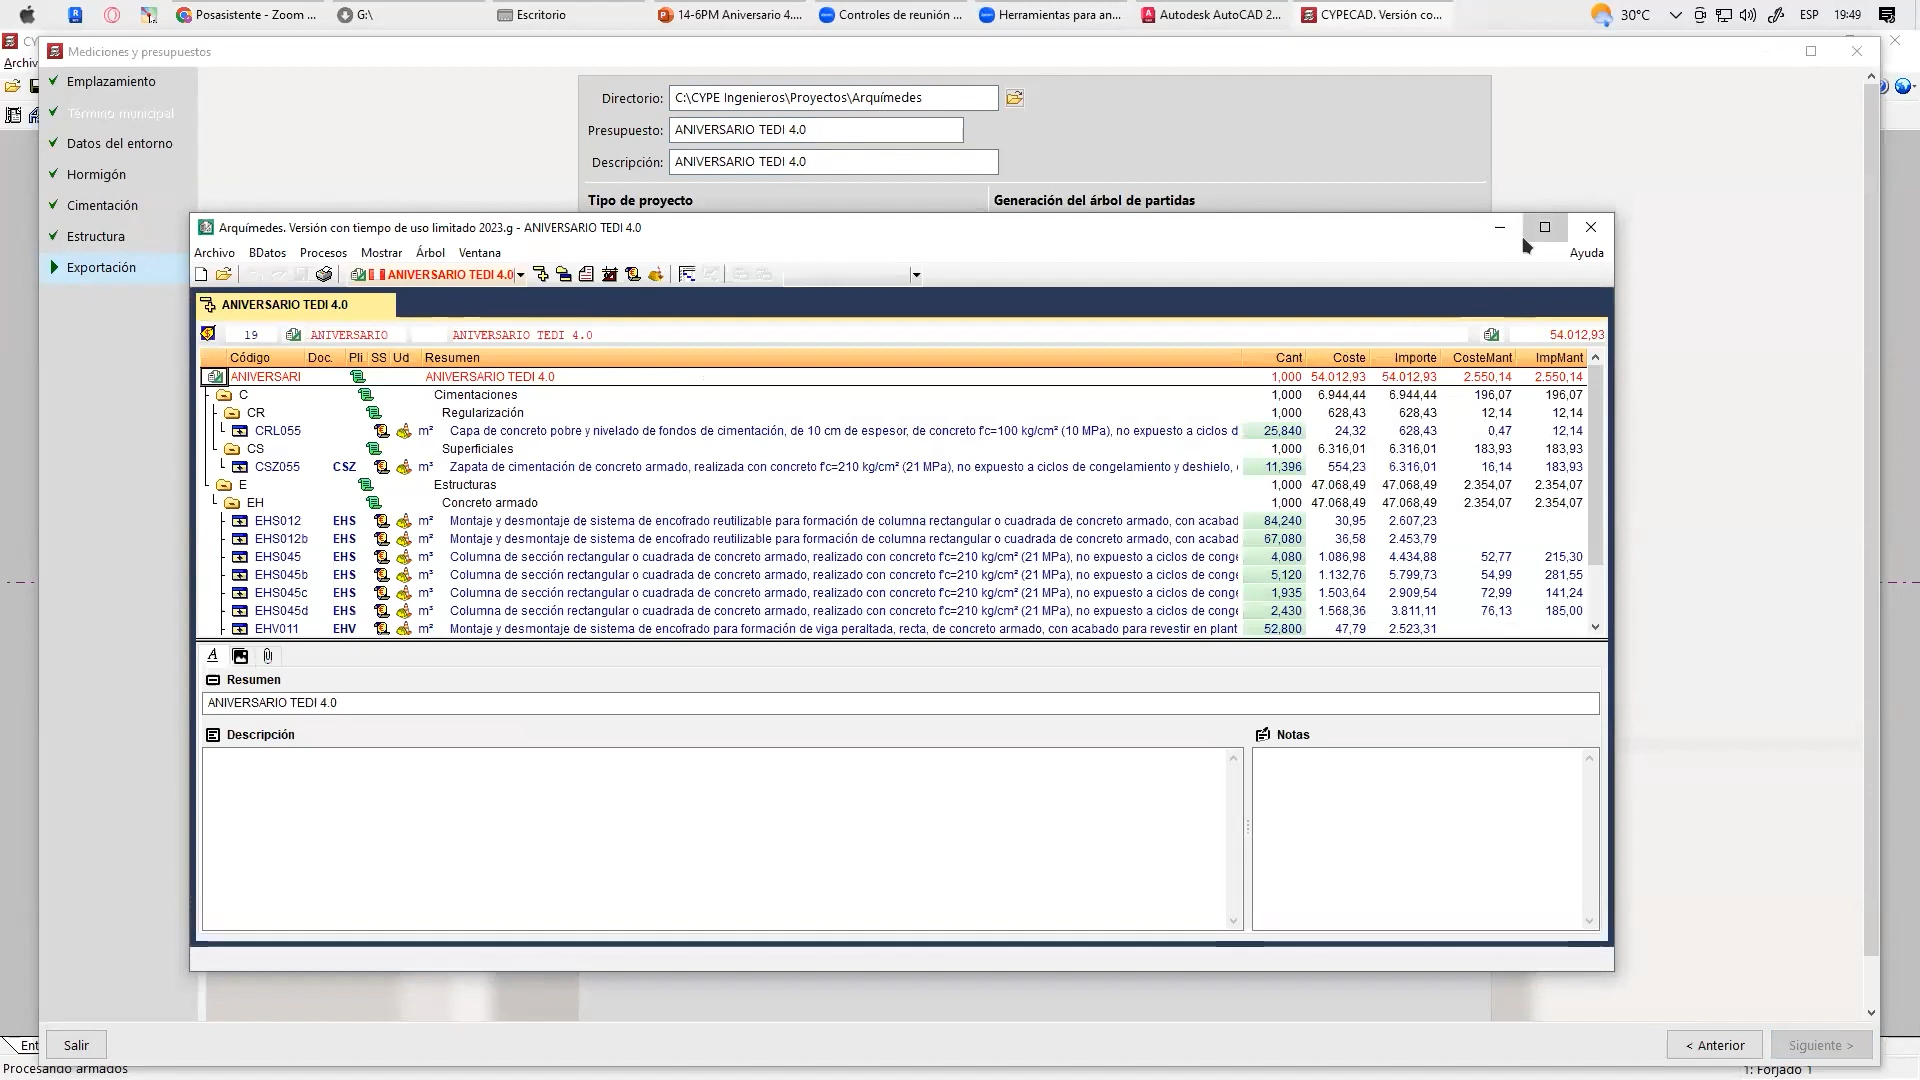 Posasistente - Zoom ...
G:\
Escritorio
14-6PM Aniversario 4....
Controles de reunión ...
Herramientas para an...
Autodesk AutoCAD 2...
CYPECAD. Versión co...
30°C
ESP
19:49
Mediciones y presupuestos
Archiv
Emplazamiento
Término municipal
Datos del entorno
Hormigón
Cimentación
Estructura
Exportación
Directorio: C:\CYPE Ingenieros\Proyectos\Arquímedes
Presupuesto: ANIVERSARIO TEDI 4.0
Descripción: ANIVERSARIO TEDI 4.0
Tipo de proyecto
Generación del árbol de partidas
Arquímedes. Versión con tiempo de uso limitado 2023.g - ANIVERSARIO TEDI 4.0
Archivo BDatos Procesos Mostrar Árbol Ventana Ayuda
ANIVERSARIO TEDI 4.0
ANIVERSARIO TEDI 4.0
19 ANIVERSARIO ANIVERSARIO TEDI 4.0 54.012,93
Código Doc. Pli SS Ud Resumen Cant Coste Importe CosteMant ImpMant
ANIVERSARI ANIVERSARIO TEDI 4.0 1,000 54.012,93 54.012,93 2.550,14 2.550,14
C Cimentaciones 1,000 6.944,44 6.944,44 196,07 196,07
CR Regularización 1,000 628,43 628,43 12,14 12,14
CRL055 m² Capa de concreto pobre y nivelado de fondos de cimentación, de 10 cm de espesor, de concreto f'c=100 kg/cm² (10 MPa), no expuesto a ciclos d 25,840 24,32 628,43 0,47 12,14
CS Superficiales 1,000 6.316,01 6.316,01 183,93 183,93
CSZ055 CSZ m³ Zapata de cimentación de concreto armado, realizada con concreto f'c=210 kg/cm² (21 MPa), no expuesto a ciclos de congelamiento y deshielo, 11,396 554,23 6.316,01 16,14 183,93
E Estructuras 1,000 47.068,49 47.068,49 2.354,07 2.354,07
EH Concreto armado 1,000 47.068,49 47.068,49 2.354,07 2.354,07
EHS012 EHS m² Montaje y desmontaje de sistema de encofrado reutilizable para formación de columna rectangular o cuadrada de concreto armado, con acabad 84,240 30,95 2.607,23
EHS012b EHS m² Montaje y desmontaje de sistema de encofrado reutilizable para formación de columna rectangular o cuadrada de concreto armado, con acabad 67,080 36,58 2.453,79
EHS045 EHS m³ Columna de sección rectangular o cuadrada de concreto armado, realizado con concreto f'c=210 kg/cm² (21 MPa), no expuesto a ciclos de conge 4,080 1.086,98 4.434,88 52,77 215,30
EHS045b EHS m³ Columna de sección rectangular o cuadrada de concreto armado, realizado con concreto f'c=210 kg/cm² (21 MPa), no expuesto a ciclos de conge 5,120 1.132,76 5.799,73 54,99 281,55
EHS045c EHS m³ Columna de sección rectangular o cuadrada de concreto armado, realizado con concreto f'c=210 kg/cm² (21 MPa), no expuesto a ciclos de conge 1,935 1.503,64 2.909,54 72,99 141,24
EHS045d EHS m³ Columna de sección rectangular o cuadrada de concreto armado, realizado con concreto f'c=210 kg/cm² (21 MPa), no expuesto a ciclos de conge 2,430 1.568,36 3.811,11 76,13 185,00
EHV011 EHV m² Montaje y desmontaje de sistema de encofrado para formación de viga peraltada, recta, de concreto armado, con acabado para revestir en plant 52,800 47,79 2.523,31
Resumen
ANIVERSARIO TEDI 4.0
Descripción
Notas
Ent
Salir
< Anterior
Siguiente >
Procesando armados
1: Forjado 1